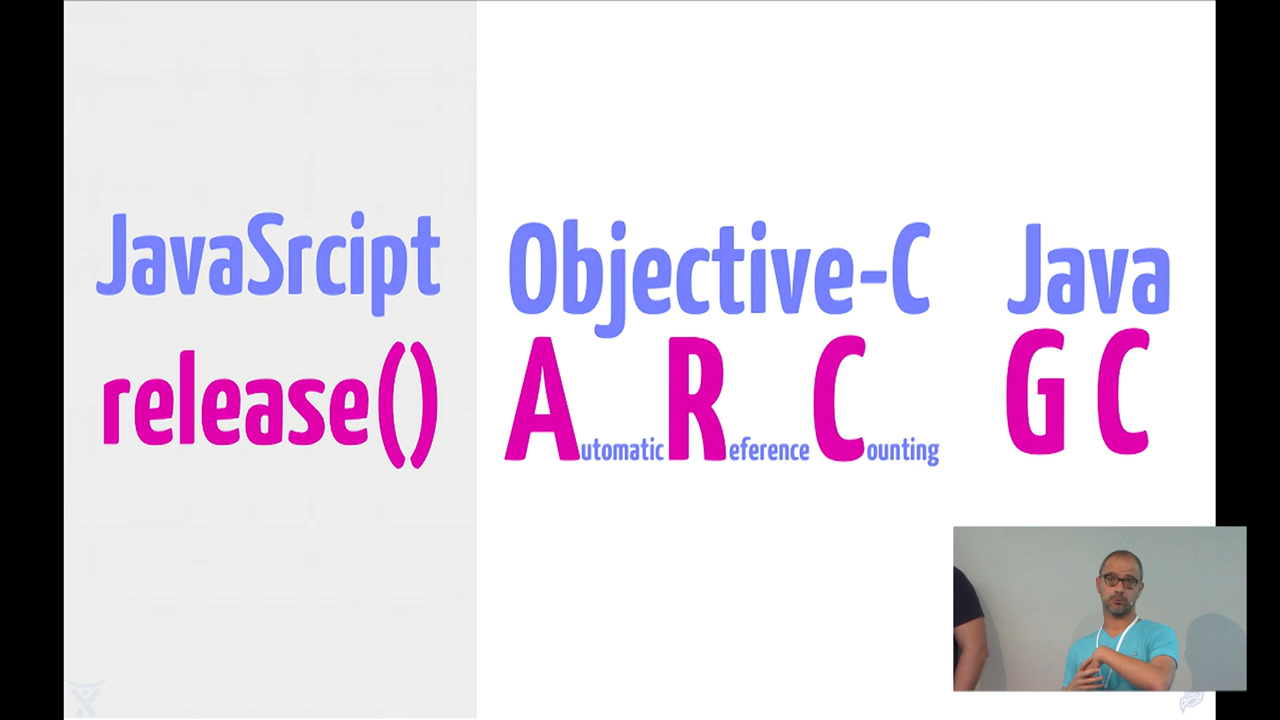 JavaSrcipt
release()
Objective-C
Automatic Reference Counting
Java
GC